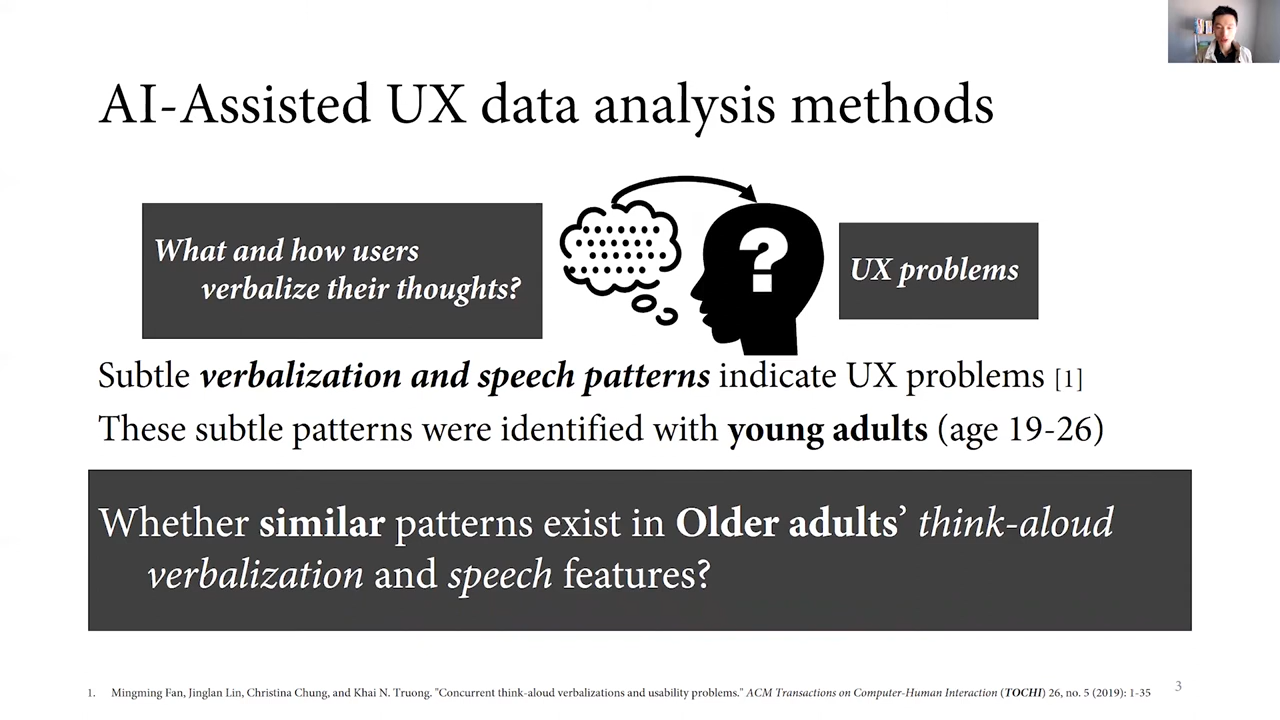 AI-Assisted UX data analysis methods
What and how users
verbalize their thoughts?
?
UX problems
Subtle verbalization and speech patterns indicate UX problems [1]
These subtle patterns were identified with young adults (age 19-26)
Whether similar patterns exist in Older adults’ think-aloud
verbalization and speech features?
1. Mingming Fan, Jinglan Lin, Christina Chung, and Khai N. Truong. "Concurrent think-aloud verbalizations and usability problems." ACM Transactions on Computer-Human Interaction (TOCHI) 26, no. 5 (2019): 1-35
3